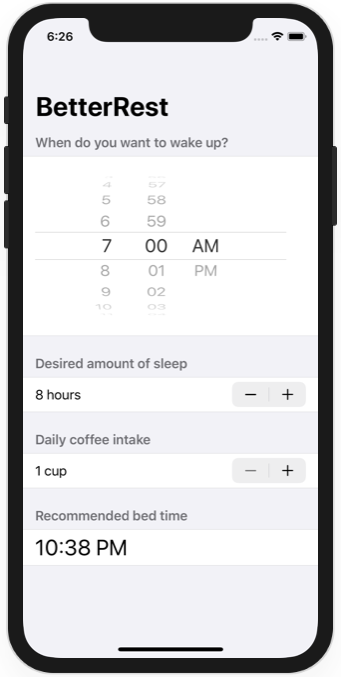 6:26
BetterRest
When do you want to wake up?
4 57
5 58
6 59
7 00 AM
8 01 PM
9 02
10 03
Desired amount of sleep
8 hours − +
Daily coffee intake
1 cup − +
Recommended bed time
10:38 PM